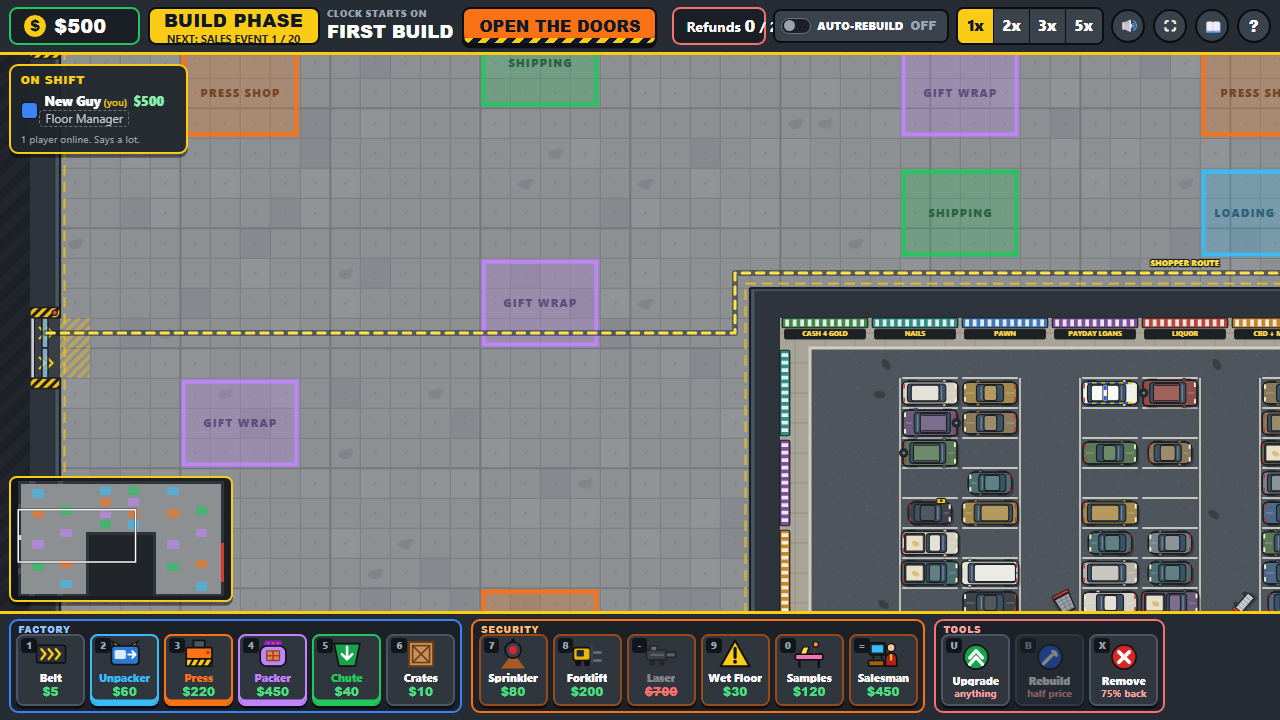 $500
BUILD PHASE
NEXT: SALES EVENT 1 / 20
CLOCK STARTS ON
FIRST BUILD
OPEN THE DOORS
Refunds 0 /
AUTO-REBUILD OFF
1x
2x
3x
5x
?
ON SHIFT
New Guy (you) $500
Floor Manager
1 player online. Says a lot.
PRESS SHOP
SHIPPING
GIFT WRAP
PRESS SH
SHIPPING
LOADING
SHOPPER ROUTE
GIFT WRAP
CASH 4 GOLD
NAILS
PAWN
PAYDAY LOANS
LIQUOR
CBD +
GIFT WRAP
FACTORY
1
Belt
$5
2
Unpacker
$60
3
Press
$220
4
Packer
$450
5
Chute
$40
6
Crates
$10
SECURITY
7
Sprinkler
$80
8
Forklift
$200
-
Laser
$700
9
Wet Floor
$30
0
Samples
$120
=
Salesman
$450
TOOLS
U
Upgrade
anything
B
Rebuild
half price
X
Remove
75% back